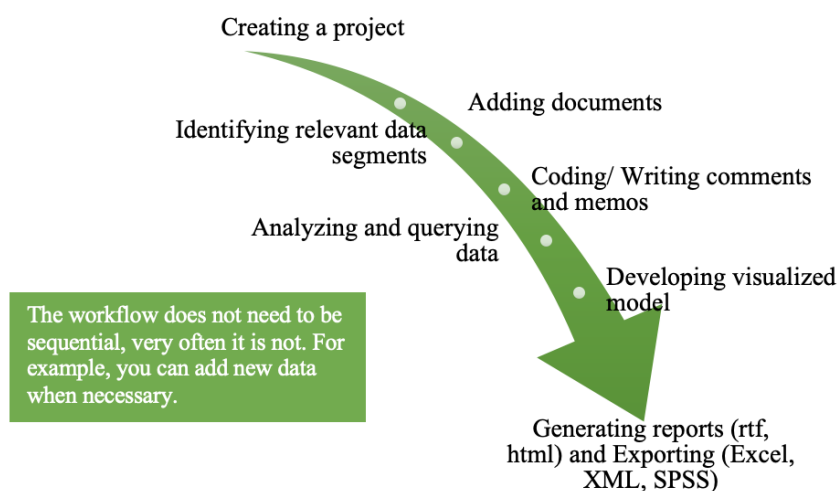 Creating a project
Adding documents
Identifying relevant data
segments
Coding/ Writing comments
and memos
Analyzing and querying
data
Developing visualized
model
The workflow does not need to be
sequential, very often it is not. For
example, you can add new data
when necessary.
Generating reports (rtf,
html) and Exporting (Excel,
XML, SPSS)